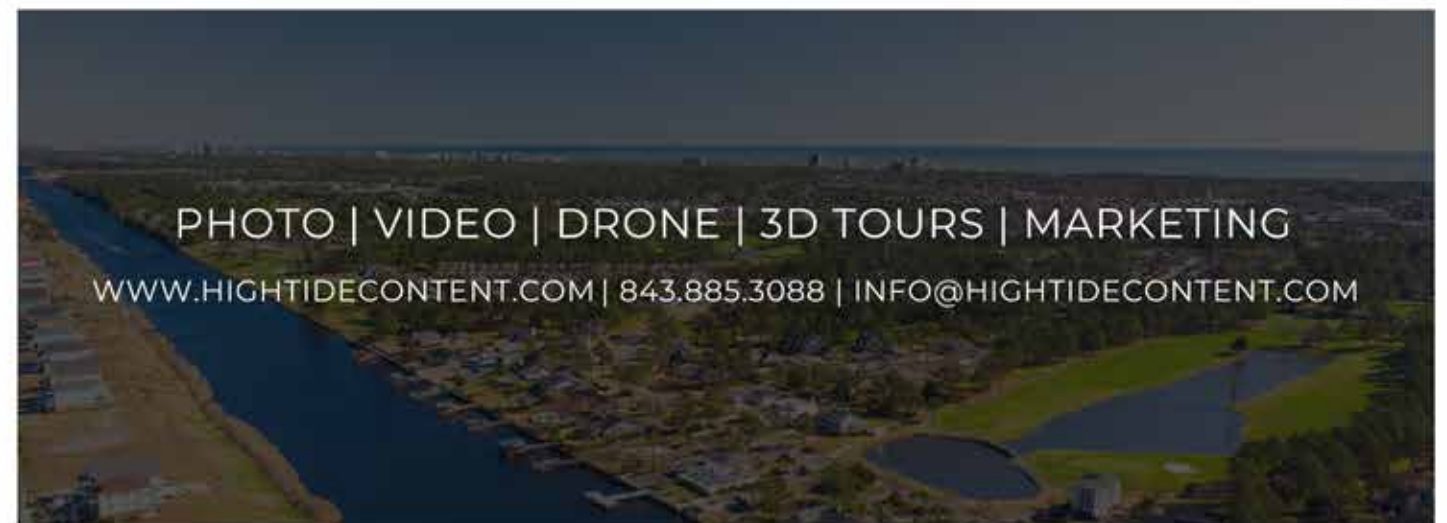 PHOTO | VIDEO | DRONE | 3D TOURS | MARKETING
WWW.HIGHTIDECONTENT.COM | 843.885.3088 | INFO@HIGHTIDECONTENT.COM